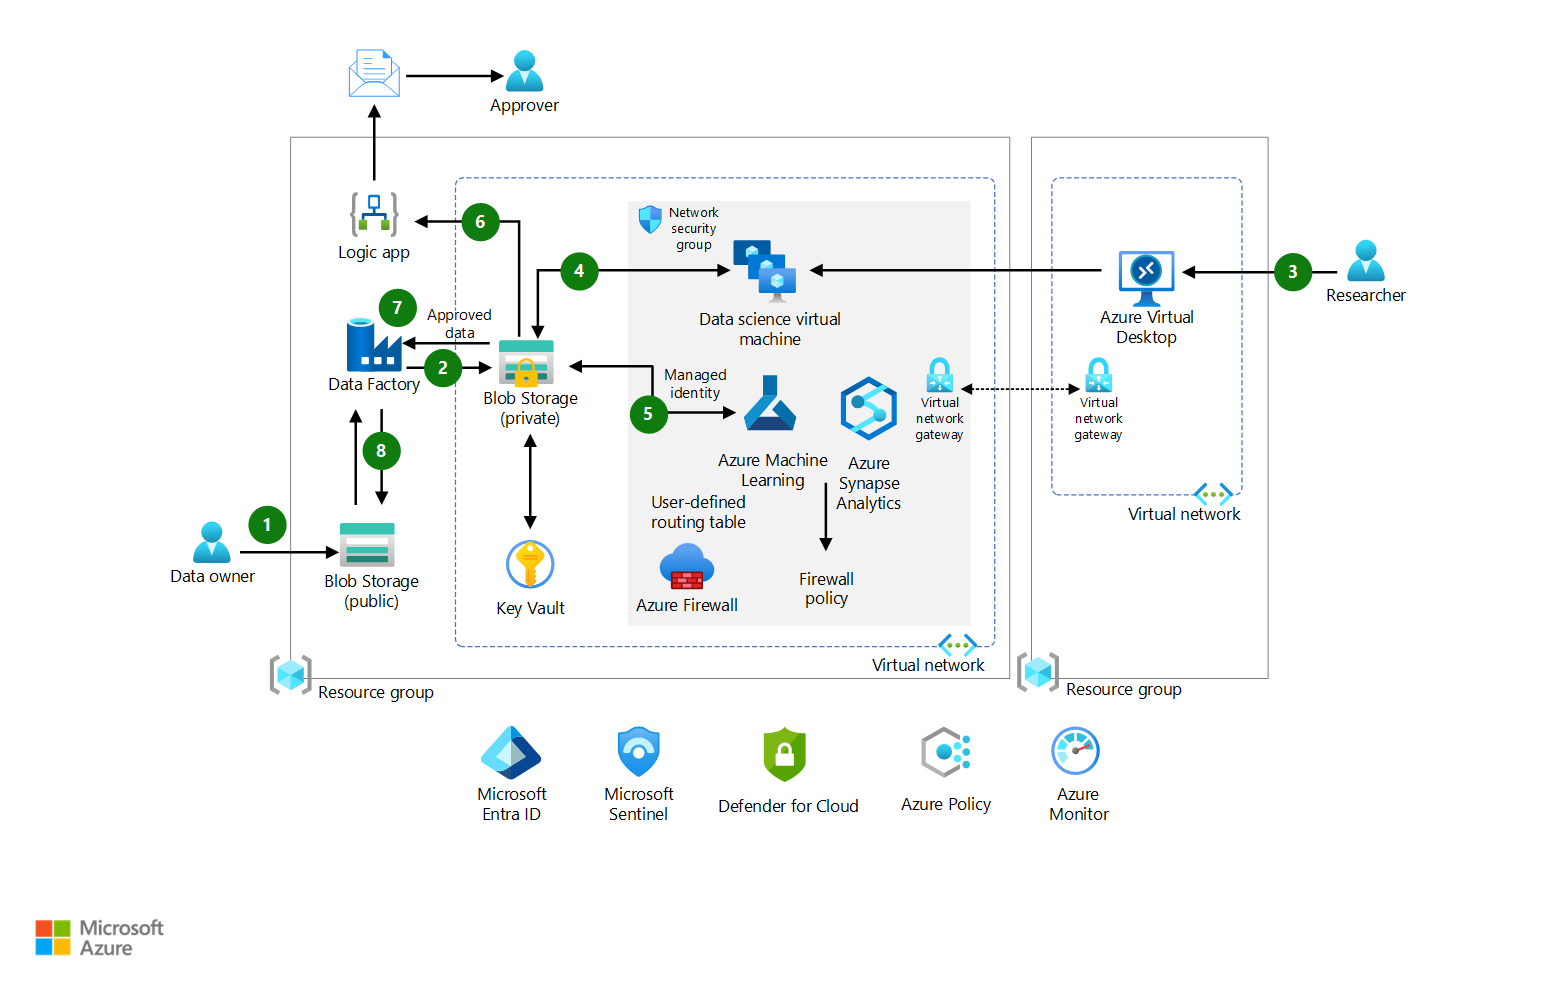 Approver
Logic app
6
Network
security
group
4
Data science virtual
machine
Azure Virtual
Desktop
3
Researcher
7
Approved
data
2
Data Factory
Blob Storage
(private)
Managed
identity
5
Azure Machine
Learning
Azure
Synapse
Analytics
Virtual
network
gateway
Virtual
network
gateway
Virtual network
8
1
Data owner
Blob Storage
(public)
Key Vault
User-defined
routing table
Azure Firewall
Firewall
policy
Virtual network
Resource group
Resource group
Microsoft
Entra ID
Microsoft
Sentinel
Defender for Cloud
Azure Policy
Azure
Monitor
Microsoft
Azure